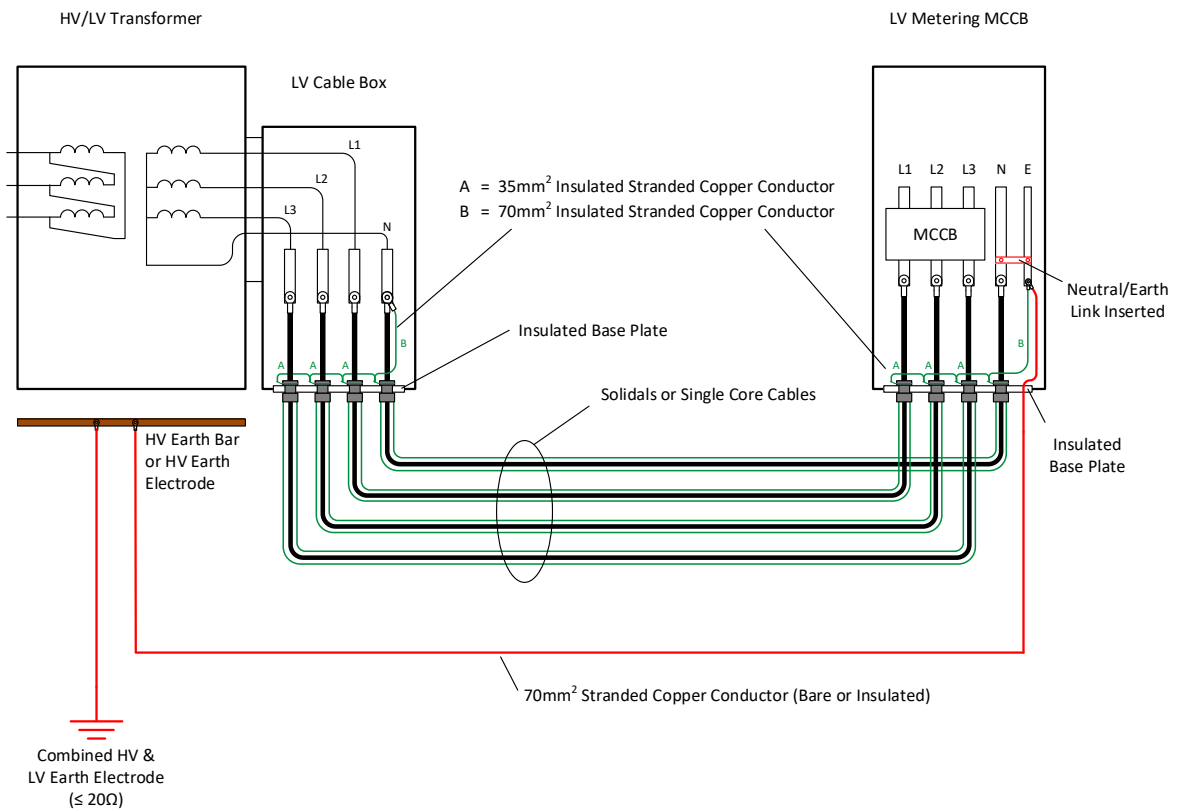 HV/LV Transformer
LV Metering MCCB
LV Cable Box
L1
L2
L3
N
A = 35mm² Insulated Stranded Copper Conductor
B = 70mm² Insulated Stranded Copper Conductor
L1 L2 L3 N E
MCCB
Neutral/Earth
Link Inserted
Insulated Base Plate
B
A A A
B
A A A
Solidals or Single Core Cables
HV Earth Bar
or HV Earth
Electrode
Insulated
Base Plate
70mm² Stranded Copper Conductor (Bare or Insulated)
Combined HV &
LV Earth Electrode
(≤ 20Ω)